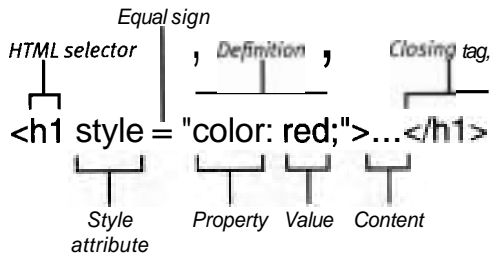 Equal sign
HTML selector , Definition , Closing tag,
<h1 style = "color: red;">...</h1>
Style attribute Property Value Content